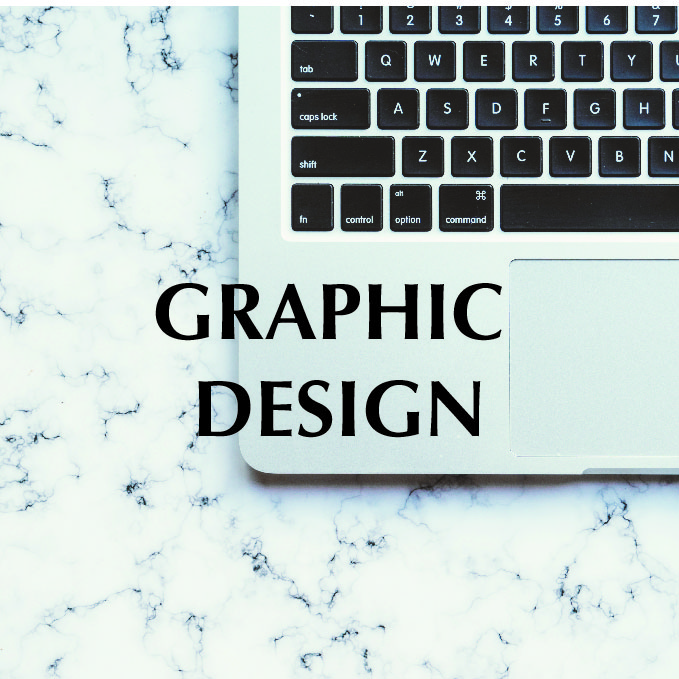 ~ ! @ # $ % ^ &
` 1 2 3 4 5 6 7
tab Q W E R T Y
caps lock A S D F G H
shift Z X C V B N
alt ⌘
fn control option command
GRAPHIC
DESIGN